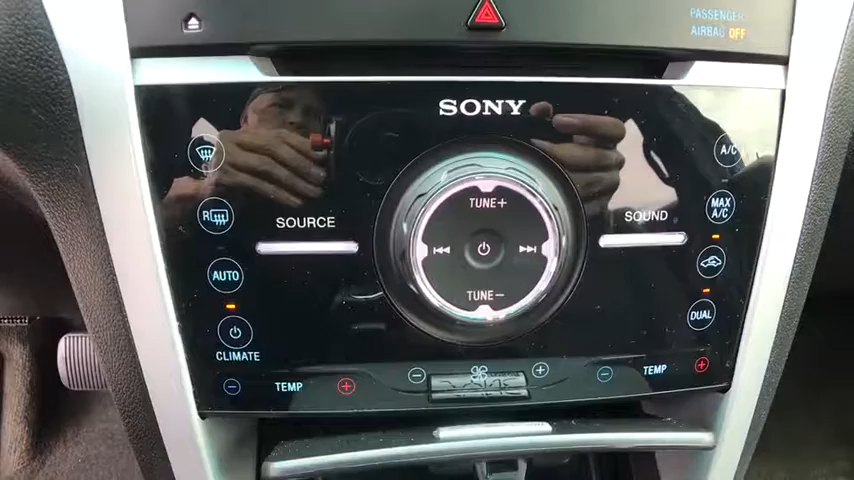 PASSENGER
AIRBAG OFF
SONY
A/C
TUNE+
MAX
A/C
R
SOURCE
SOUND
AUTO
TUNE–
DUAL
CLIMATE
TEMP
TEMP